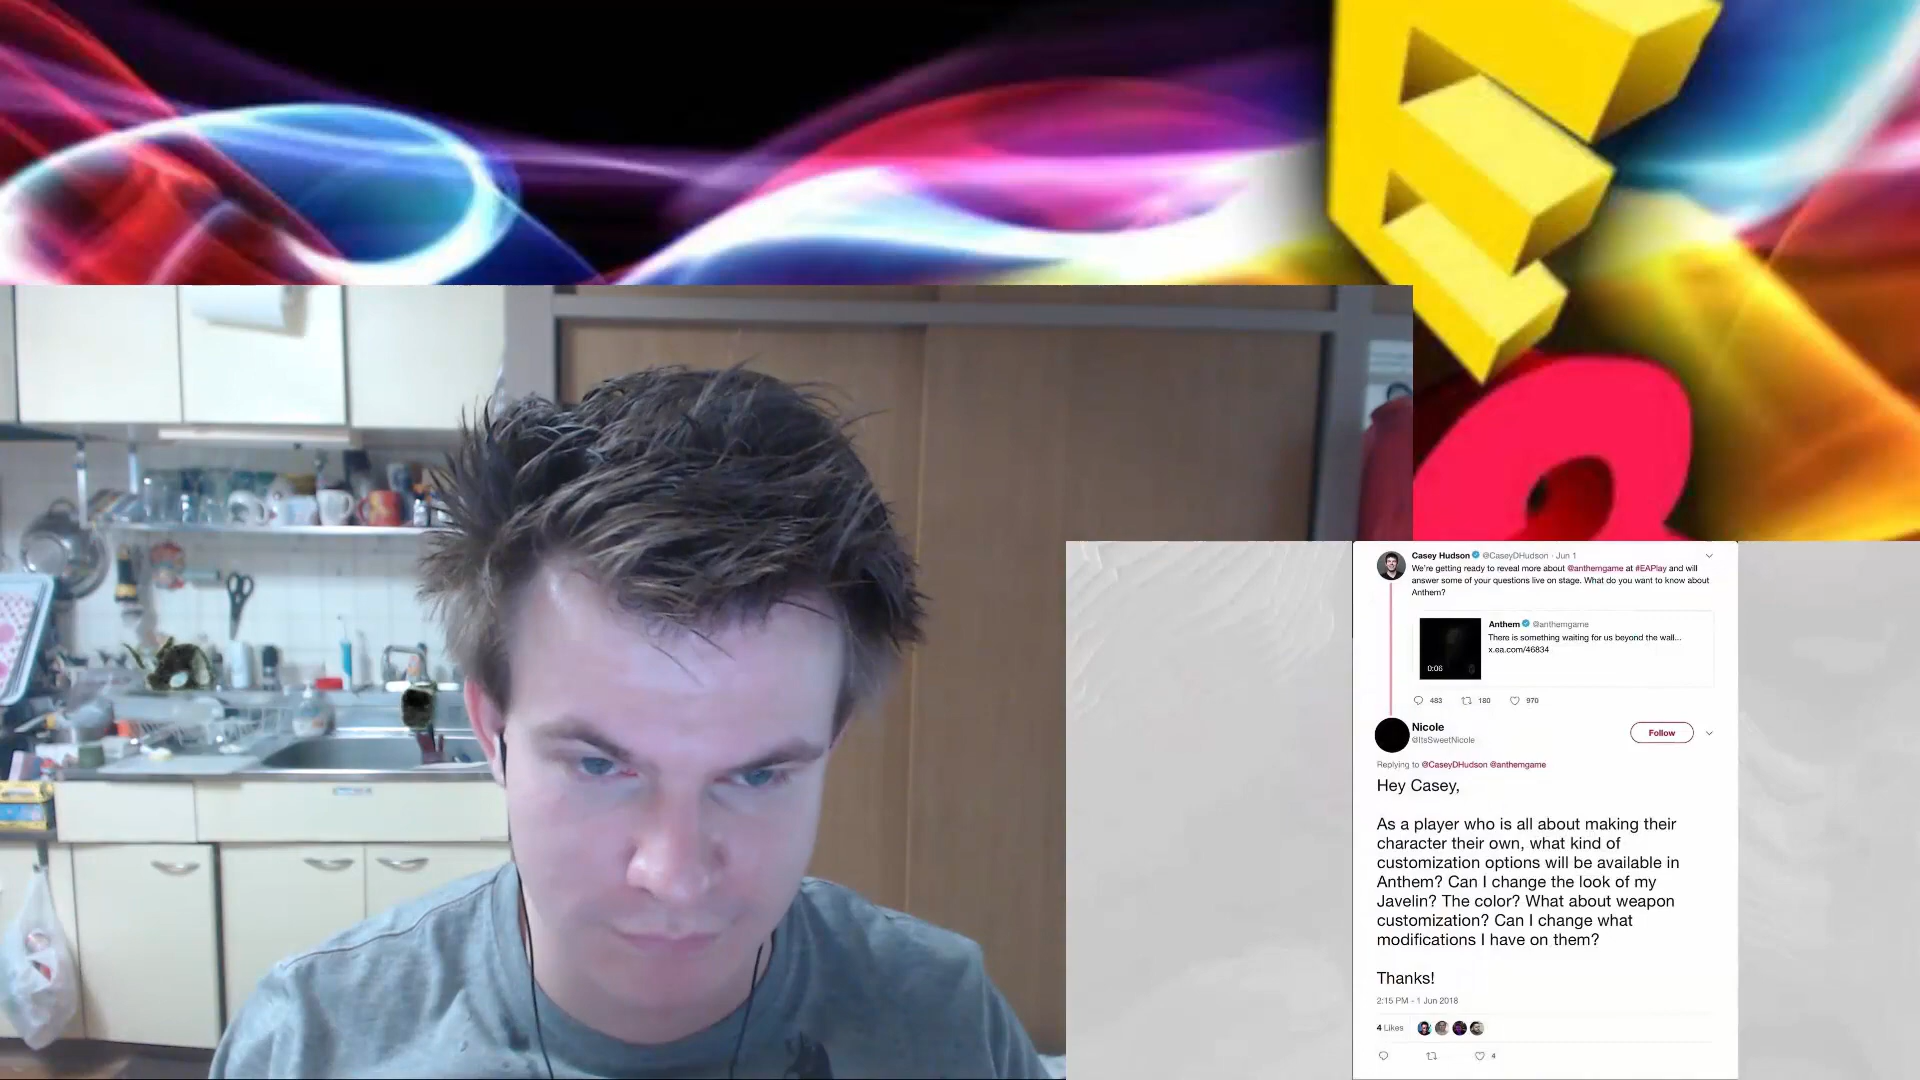 E3
Casey Hudson @CaseyDHudson · Jun 1
We're getting ready to reveal more about @anthemgame at #EAPlay and will
answer some of your questions live on stage. What do you want to know about
Anthem?
Anthem @anthemgame
There is something waiting for us beyond the wall...
x.ea.com/46834
0:06
483 180 970
Nicole
@ItsSweetNicole
Follow
Replying to @CaseyDHudson @anthemgame
Hey Casey,
As a player who is all about making their
character their own, what kind of
customization options will be available in
Anthem? Can I change the look of my
Javelin? The color? What about weapon
customization? Can I change what
modifications I have on them?
Thanks!
2:15 PM - 1 Jun 2018
4 Likes
4